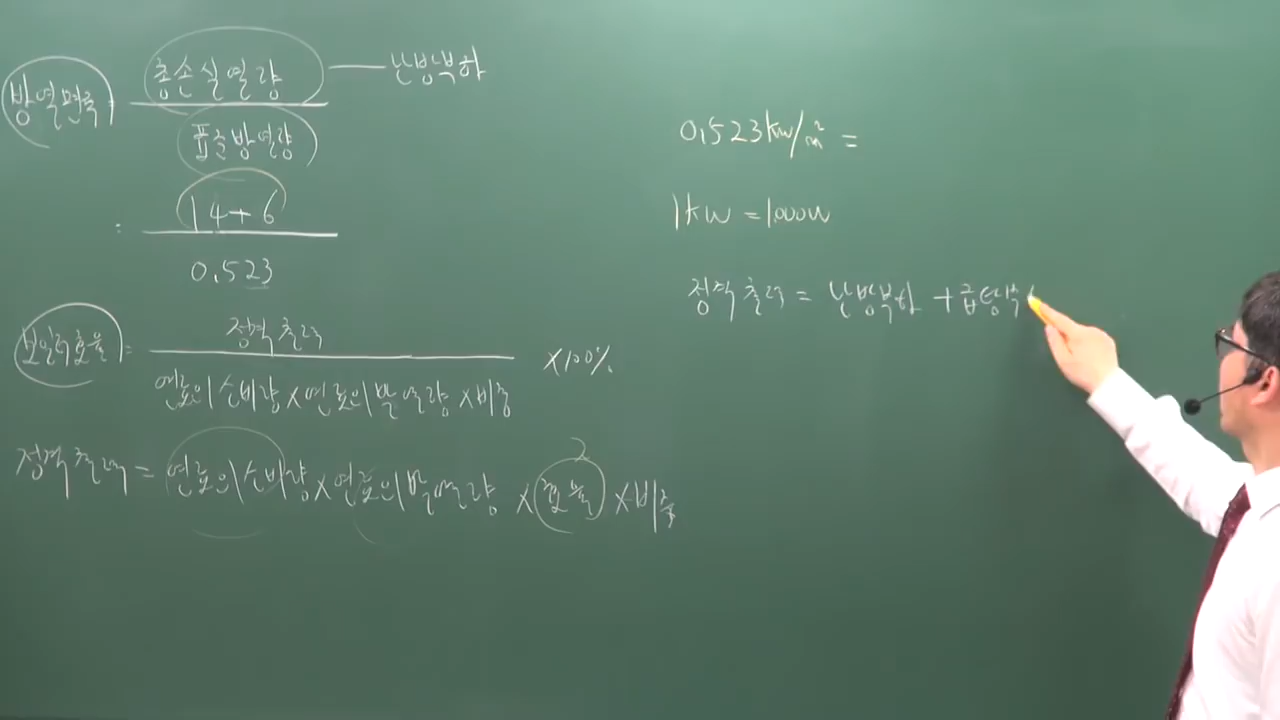 방열면적 = 총손실열량 — 난방부하
표준방열량
: 14+6
0.523
보일러효율 = 정격출력 ×100%
연료의소비량×연료의발열량×비중
정격출력 = 연료의소비량×연료의발열량 ×효율×비중
0.523kw/m² =
1kw = 1000w
정격출력 = 난방부하 + 급탕부